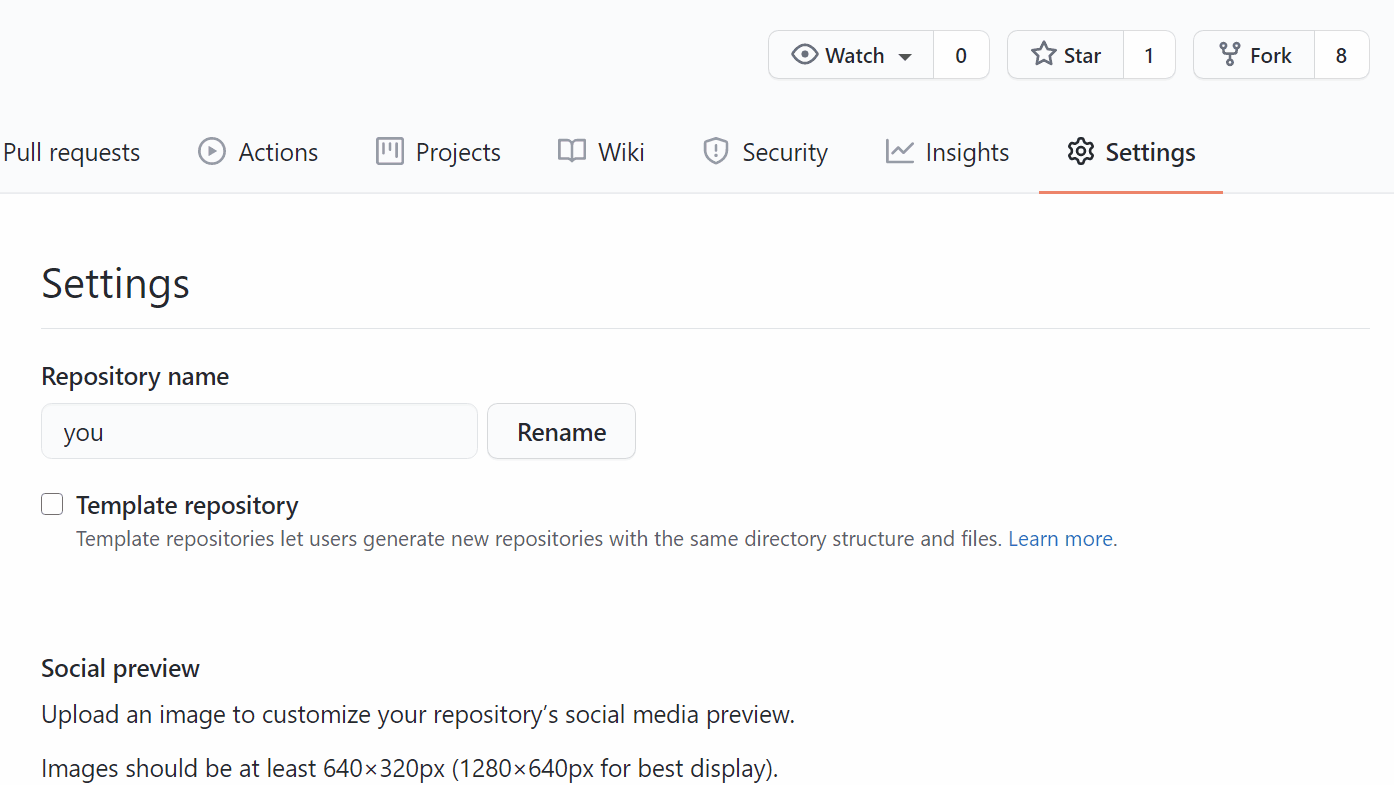 Watch 0 Star 1 Fork 8
Pull requests Actions Projects Wiki Security Insights Settings
Settings
Repository name
you Rename
Template repository
Template repositories let users generate new repositories with the same directory structure and files. Learn more.
Social preview
Upload an image to customize your repository’s social media preview.
Images should be at least 640×320px (1280×640px for best display).